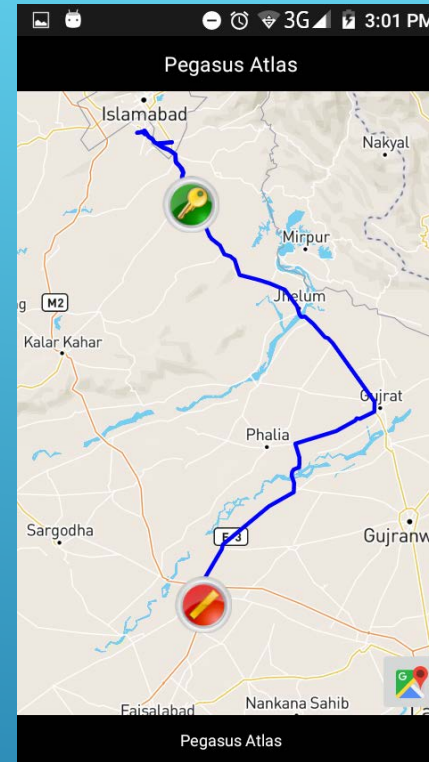 3G 3:01 PM
Pegasus Atlas
Islamabad
Nakyal
Mirpur
Jhelum
M2
Kalar Kahar
Gujrat
Phalia
Sargodha
Gujranw
Faisalabad
Nankana Sahib
Pegasus Atlas